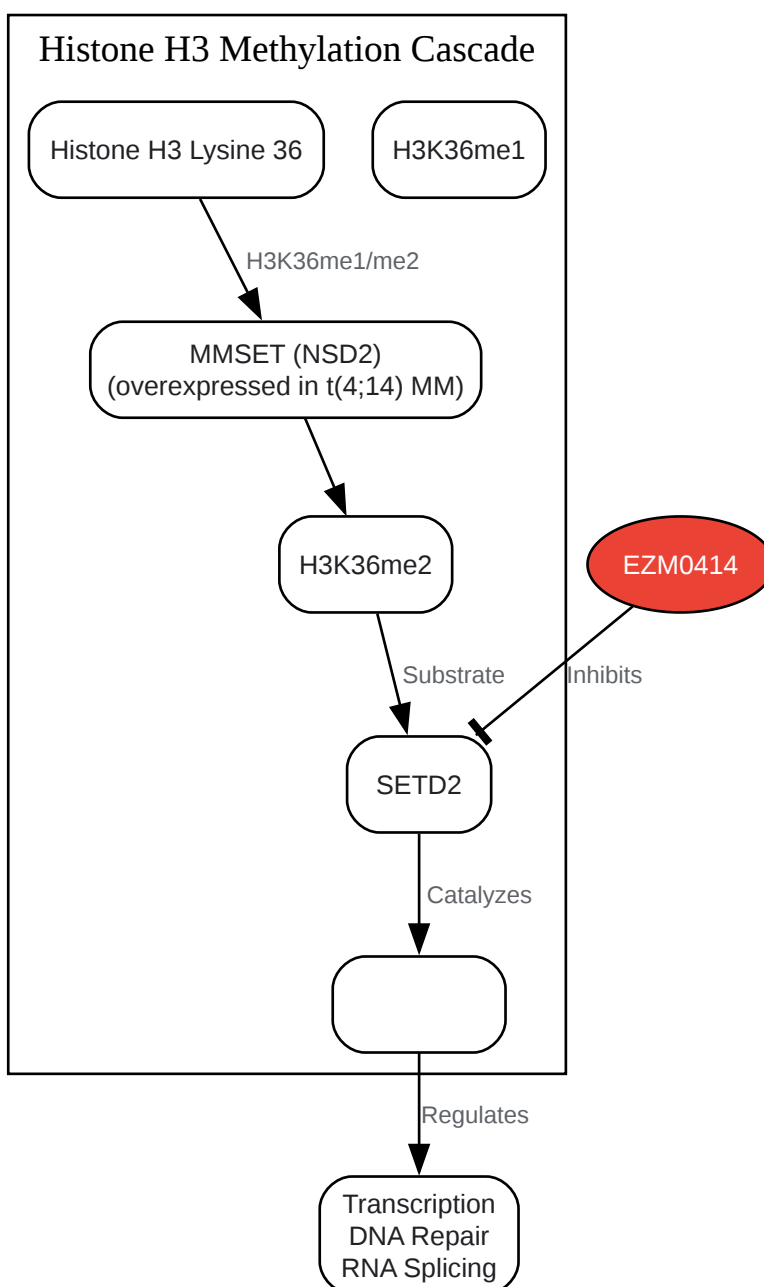 Histone H3 Methylation Cascade
Histone H3 Lysine 36
H3K36me1
H3K36me1/me2
MMSET (NSD2)
(overexpressed in t(4;14) MM)
H3K36me2
EZM0414
Substrate
Inhibits
SETD2
Catalyzes
Regulates
Transcription
DNA Repair
RNA Splicing